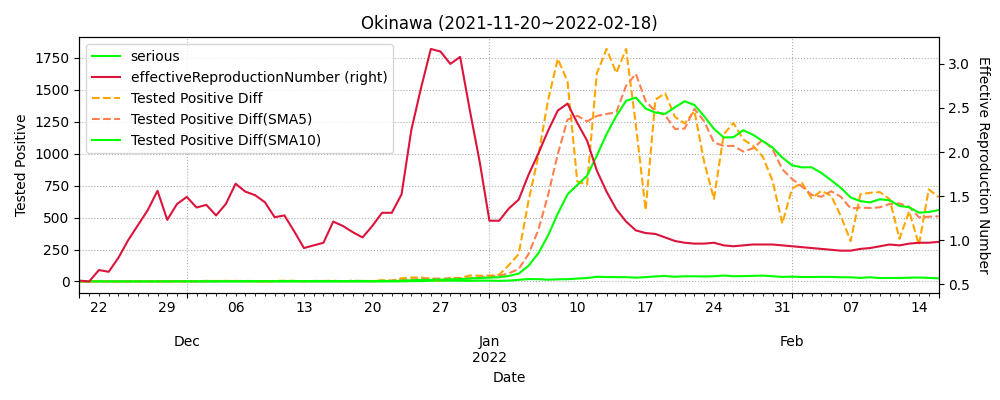 Okinawa (2021-11-20~2022-02-18)
serious
effectiveReproductionNumber (right)
Tested Positive Diff
Tested Positive Diff(SMA5)
Tested Positive Diff(SMA10)
Tested Positive
1750
1500
1250
1000
750
500
250
0
3.0
2.5
2.0
1.5
1.0
0.5
Effective Reproduction Number
22 29 06 13 20 27 03 10 17 24 31 07 14
Dec Jan Feb
2022
Date